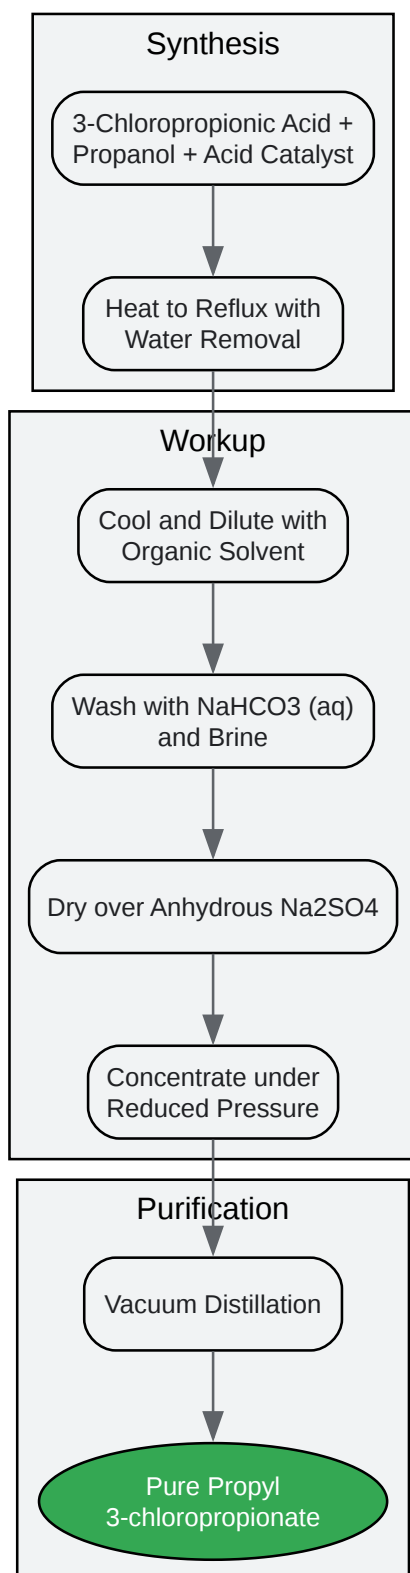 Synthesis
3-Chloropropionic Acid +
Propanol + Acid Catalyst
Heat to Reflux with
Water Removal
Workup
Cool and Dilute with
Organic Solvent
Wash with NaHCO3 (aq)
and Brine
Dry over Anhydrous Na2SO4
Concentrate under
Reduced Pressure
Purification
Vacuum Distillation
Pure Propyl
3-chloropropionate